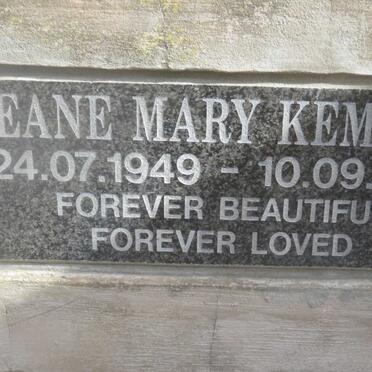 EANE MARY KEM
24.07.1949 - 10.09.
FOREVER BEAUTIFU
FOREVER LOVED